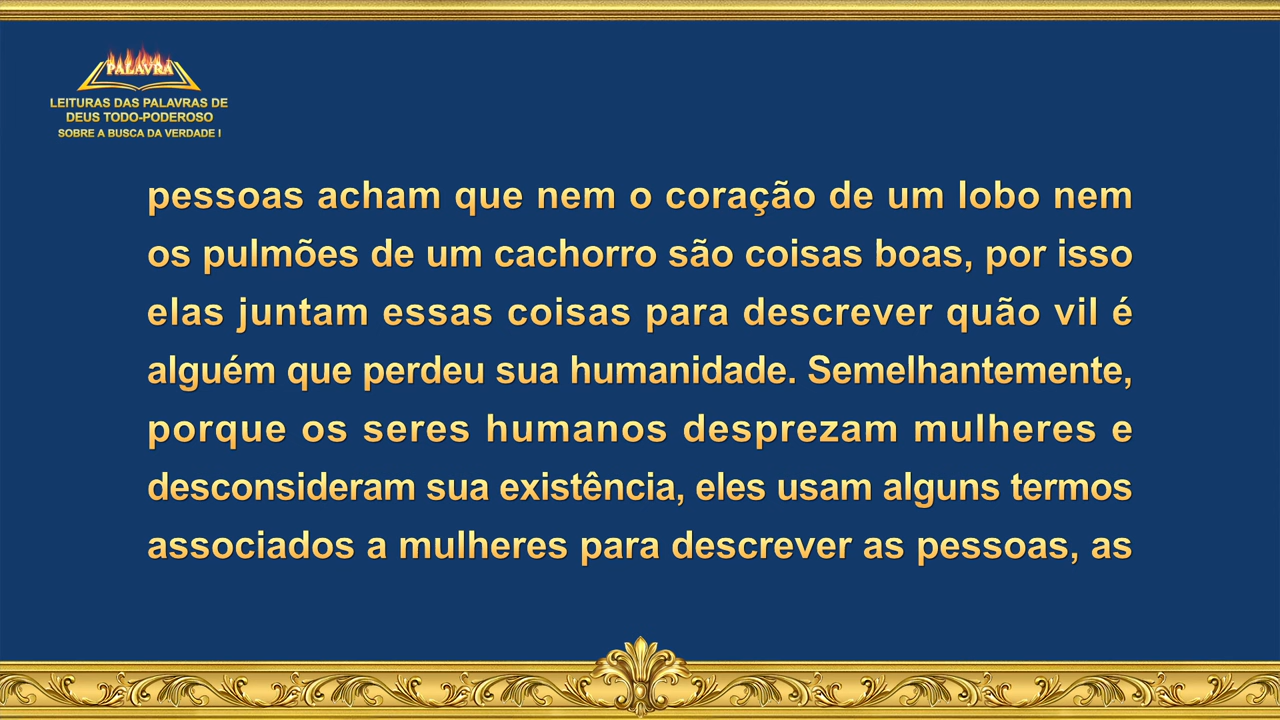 PALAVRA
LEITURAS DAS PALAVRAS DE
DEUS TODO-PODEROSO
SOBRE A BUSCA DA VERDADE I
pessoas acham que nem o coração de um lobo nem
os pulmões de um cachorro são coisas boas, por isso
elas juntam essas coisas para descrever quão vil é
alguém que perdeu sua humanidade. Semelhantemente,
porque os seres humanos desprezam mulheres e
desconsideram sua existência, eles usam alguns termos
associados a mulheres para descrever as pessoas, as